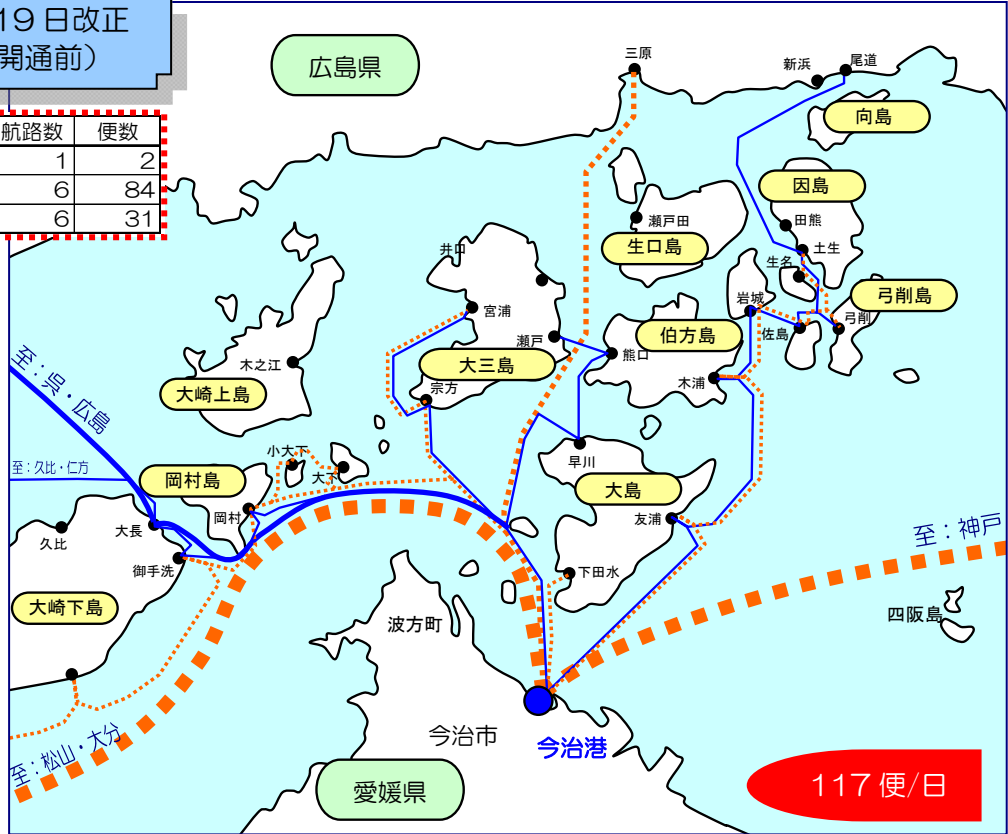 19日改正
開通前）
航路数 便数
1 2
6 84
6 31
広島県
三原
新浜
尾道
向島
因島
田熊
土生
生名
瀬戸田
生口島
弓削島
弓削
岩城
佐島
伯方島
熊口
木浦
井口
宮浦
瀬戸
大三島
宗方
木之江
大崎上島
至：呉・広島
至：久比・仁方
小大下
大下
岡村島
岡村
早川
大島
友浦
下田水
大長
久比
御手洗
大崎下島
至：神戸
四阪島
波方町
至：松山・大分
今治市
今治港
愛媛県
117便/日